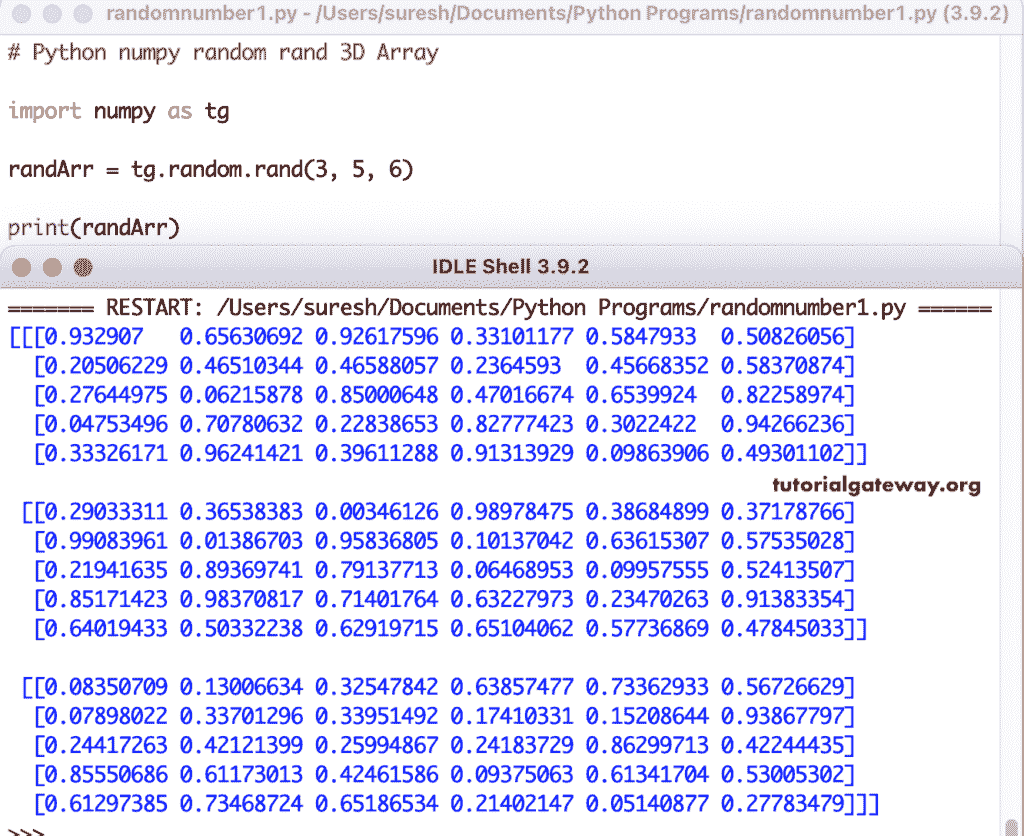 randomnumber1.py - /Users/suresh/Documents/Python Programs/randomnumber1.py (3.9.2)
# Python numpy random rand 3D Array
import numpy as tg
randArr = tg.random.rand(3, 5, 6)
print(randArr)
IDLE Shell 3.9.2
======= RESTART: /Users/suresh/Documents/Python Programs/randomnumber1.py ======
[[[0.932907   0.65630692 0.92617596 0.33101177 0.5847933  0.50826056]
  [0.20506229 0.46510344 0.46588057 0.2364593  0.45668352 0.58370874]
  [0.27644975 0.06215878 0.85000648 0.47016674 0.6539924  0.82258974]
  [0.04753496 0.70780632 0.22838653 0.82777423 0.3022422  0.94266236]
  [0.33326171 0.96241421 0.39611288 0.91313929 0.09863906 0.49301102]]
tutorialgateway.org
 [[0.29033311 0.36538383 0.00346126 0.98978475 0.38684899 0.37178766]
  [0.99083961 0.01386703 0.95836805 0.10137042 0.63615307 0.57535028]
  [0.21941635 0.89369741 0.79137713 0.06468953 0.09957555 0.52413507]
  [0.85171423 0.98370817 0.71401764 0.63227973 0.23470263 0.91383354]
  [0.64019433 0.50332238 0.62919715 0.65104062 0.57736869 0.47845033]]
 [[0.08350709 0.13006634 0.32547842 0.63857477 0.73362933 0.56726629]
  [0.07898022 0.33701296 0.33951492 0.17410331 0.15208644 0.93867797]
  [0.24417263 0.42121399 0.25994867 0.24183729 0.86299713 0.42244435]
  [0.85550686 0.61173013 0.42461586 0.09375063 0.61341704 0.53005302]
  [0.61297385 0.73468724 0.65186534 0.21402147 0.05140877 0.27783479]]]
>>>